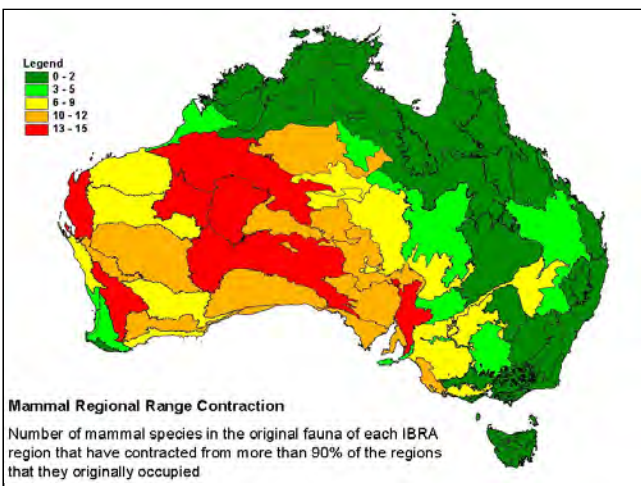 Legend
0 - 2
3 - 5
6 - 9
10 - 12
13 - 15
Mammal Regional Range Contraction
Number of mammal species in the original fauna of each IBRA
region that have contracted from more than 90% of the regions
that they originally occupied